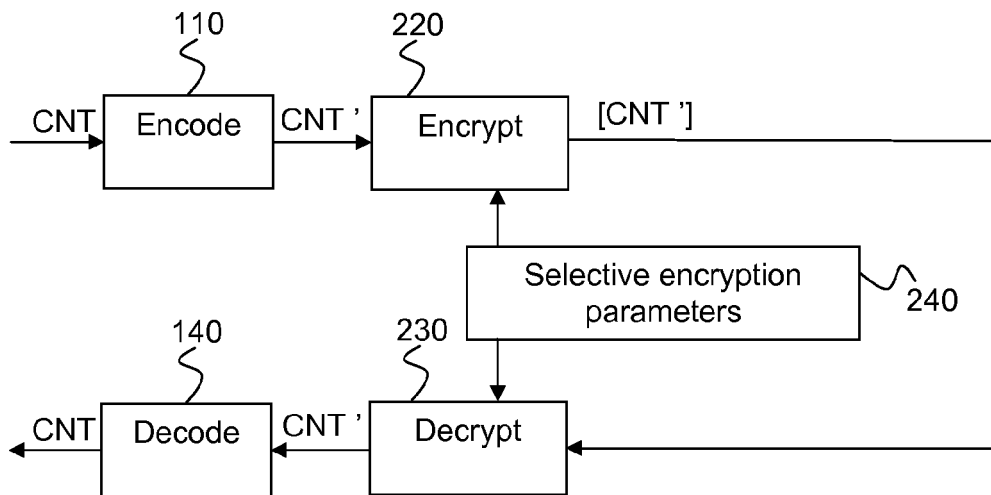 110
220
CNT
Encode
CNT '
Encrypt
[CNT ']
Selective encryption
parameters
240
140
230
CNT
Decode
CNT '
Decrypt